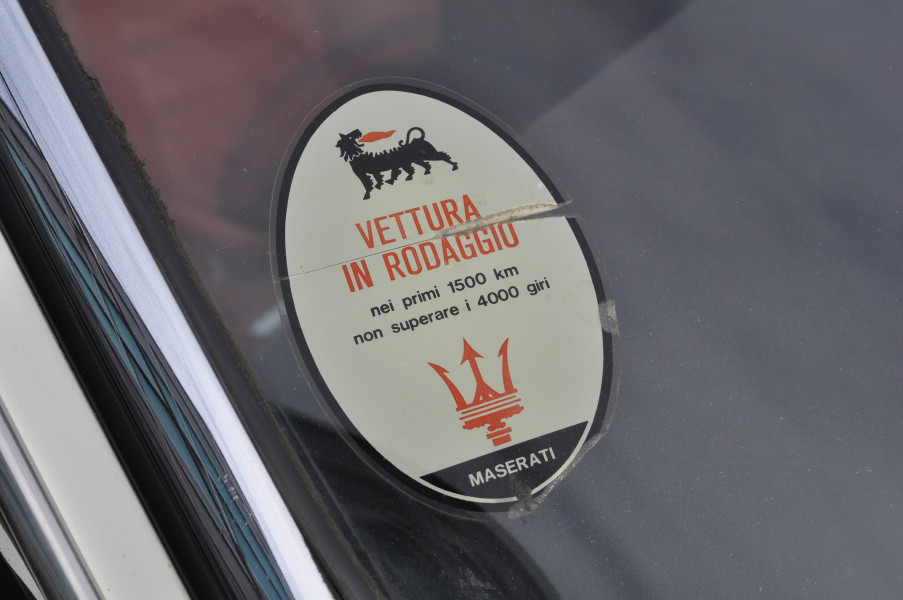 VETTURA
IN RODAGGIO
nei primi 1500 km
non superare i 4000 giri
MASERATI